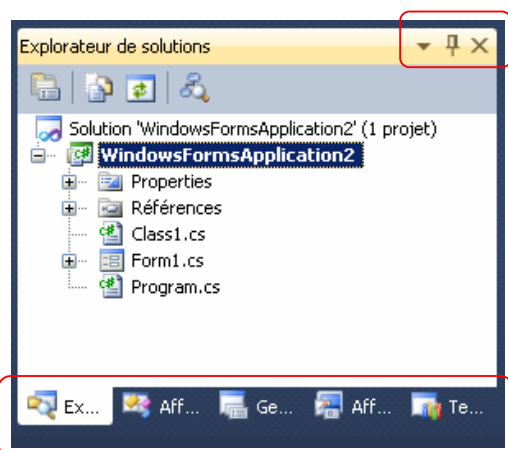 Explorateur de solutions
Solution 'WindowsFormsApplication2' (1 projet)
WindowsFormsApplication2
Properties
Références
Class1.cs
Form1.cs
Program.cs
Ex... Aff... Ge... Aff... Te...